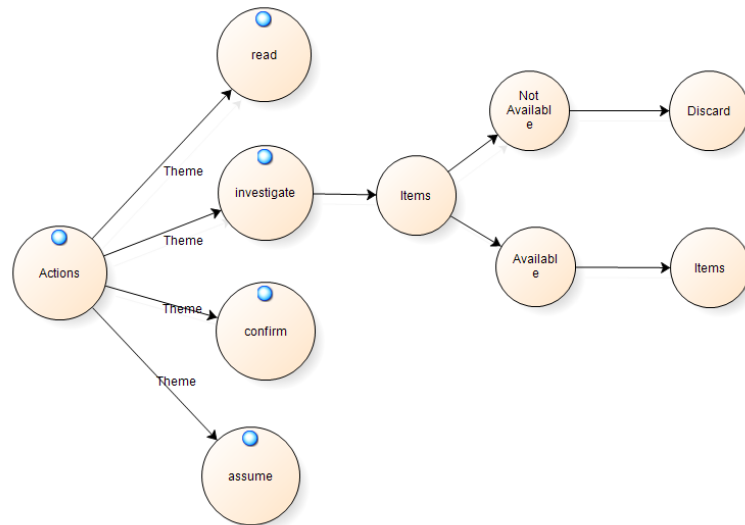 read
Not
Availabl
e
Discard
Theme
investigate
Items
Theme
Actions
Availabl
e
Items
Theme
confirm
Theme
assume